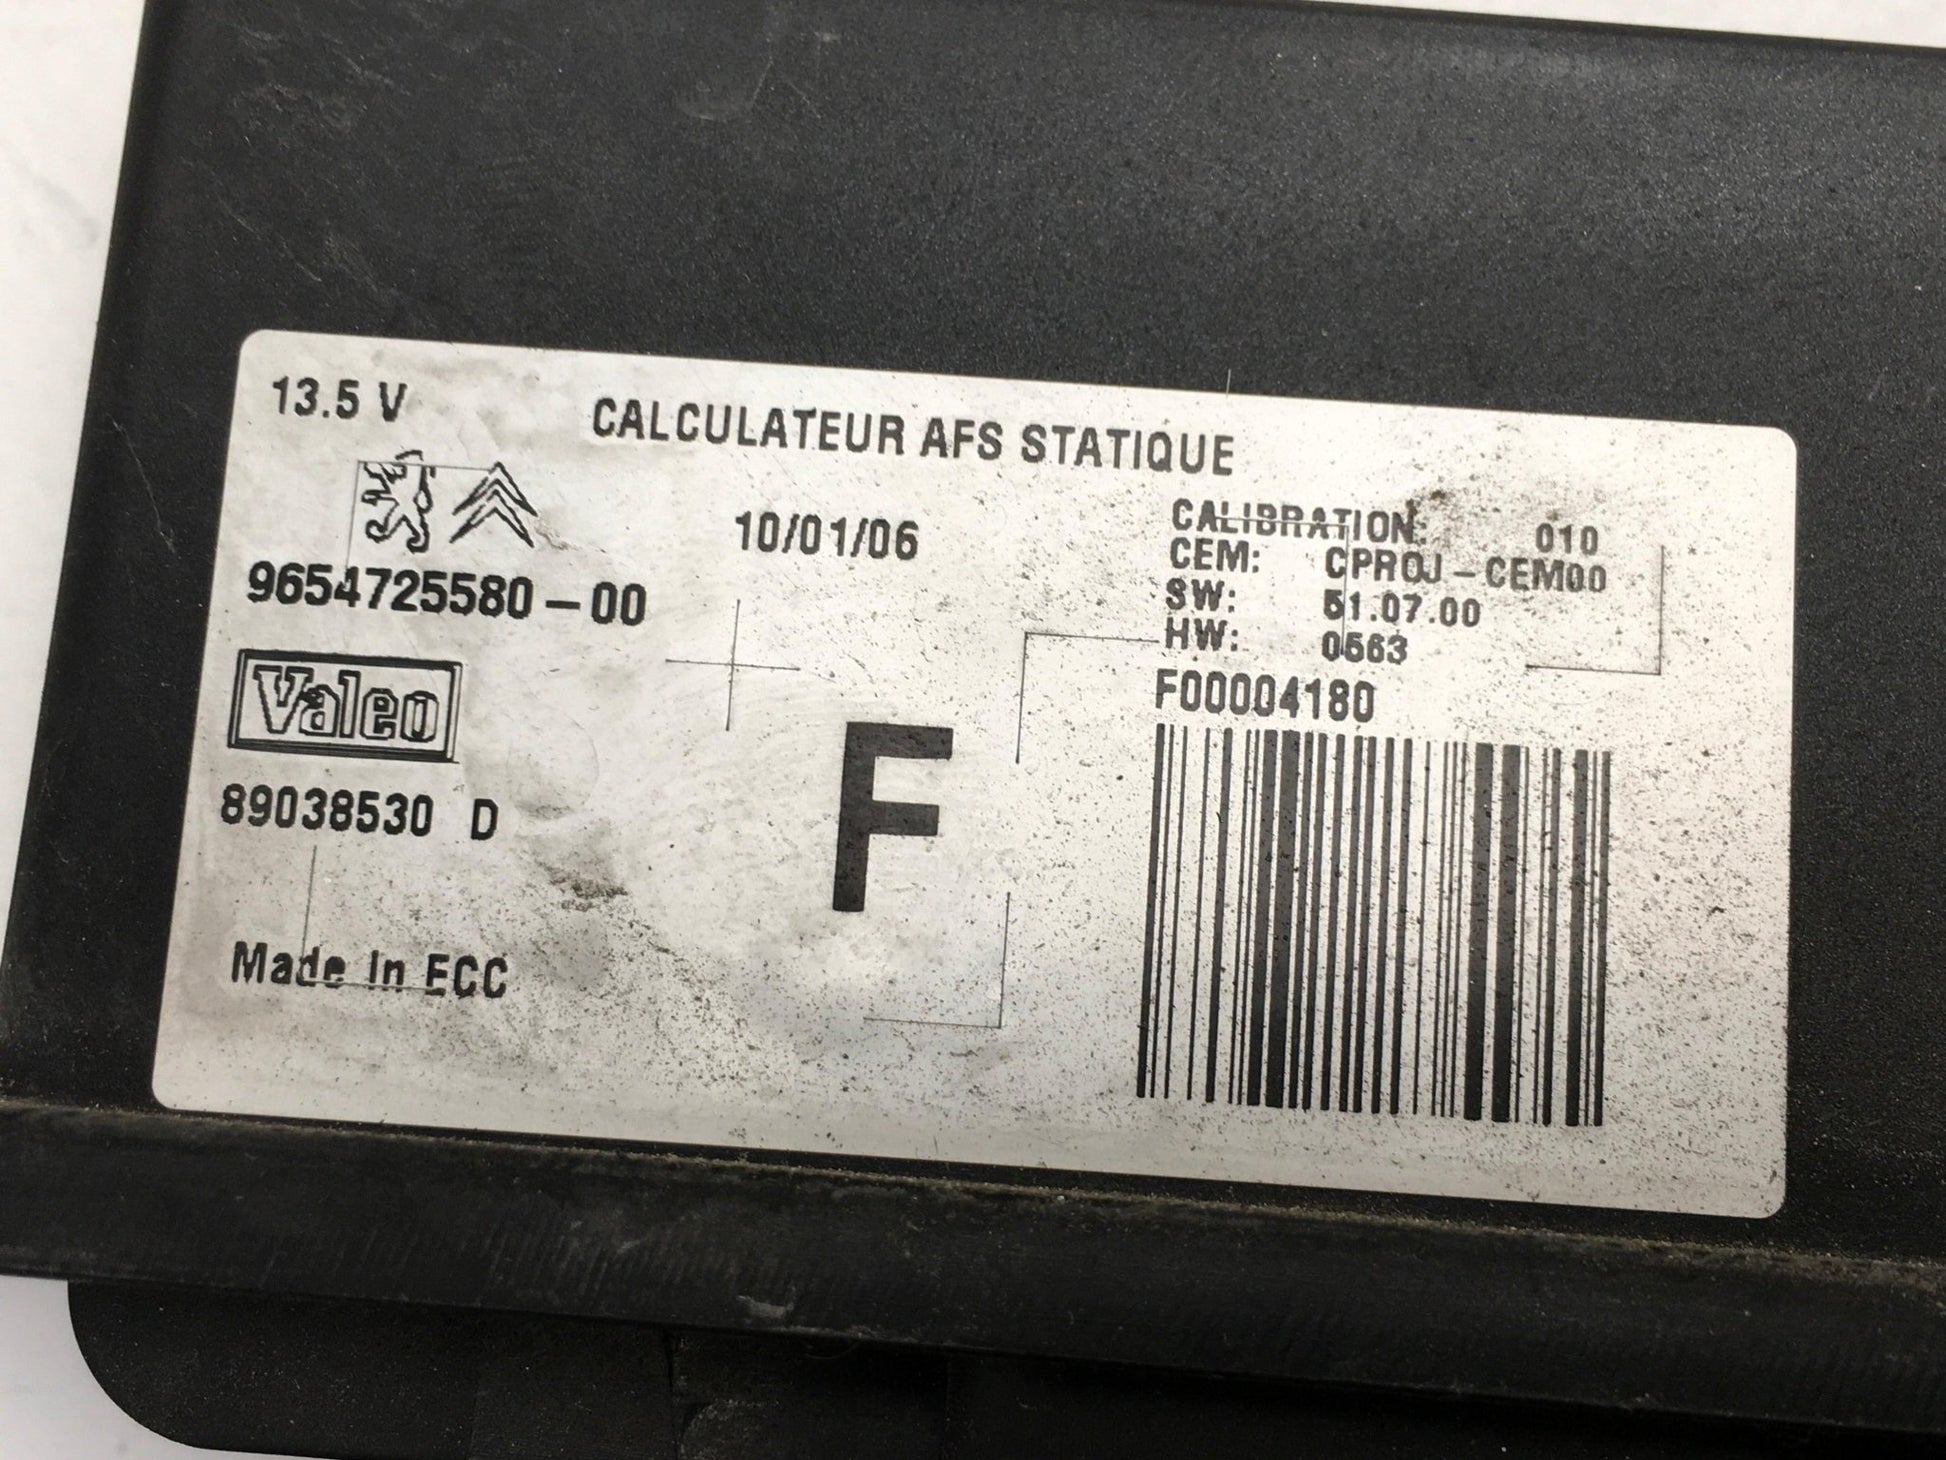 13.5 V
CALCULATEUR AFS STATIQUE
10/01/06
9654725580-00
Valeo
89038530 D
Made In ECC
F
CALIBRATION: 010
CEM: CPROJ-CEM00
SW: 51.07.00
HW: 0563
F00004180